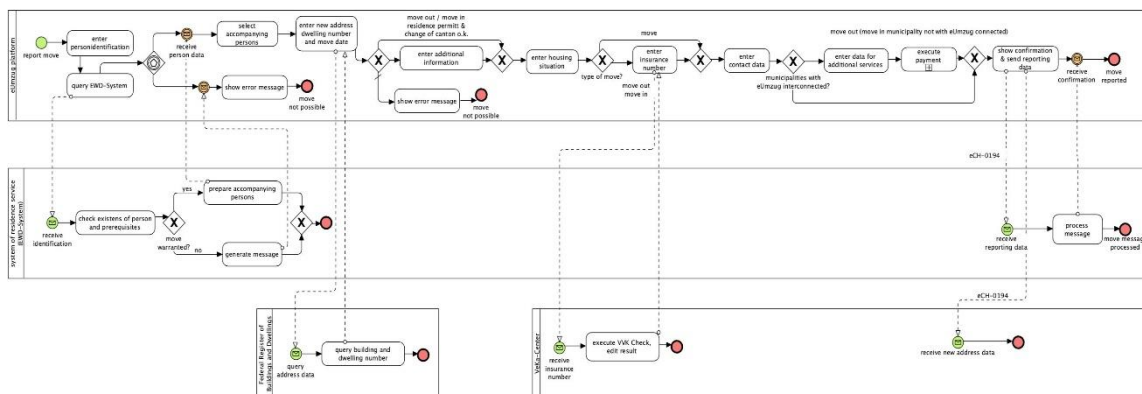 eUmzug platform
report move
enter
personidentification
query EWD-System
receive
person data
select
accompanying
persons
show error message
move
not possible
enter new address
dwelling number
and move date
move out / move in
residence permitt &
change of canton o.k.
enter additional
information
show error message
move
not possible
enter housing
situation
move
type of move?
enter
insurance
number
move out
move in
enter
contact data
municipalities with
eUmzug interconnected?
move out (move in municipality not with eUmzug connected)
enter data for
additional services
execute
payment
show confirmation
& send reporting
data
receive
confirmation
move
reported
eCH-0194
system of residence service
(EWD-System)
receive
identification
check existens of person
and prerequisites
yes
move
warranted?
no
prepare accompanying
persons
generate message
receive
reporting data
process
message
move message
processed
eCH-0194
Federal Register of
Buildings and Dwellings
query
address data
query building and
dwelling number
VeKa-Center
receive
insurance
number
execute VVK Check,
edit result
receive new address data